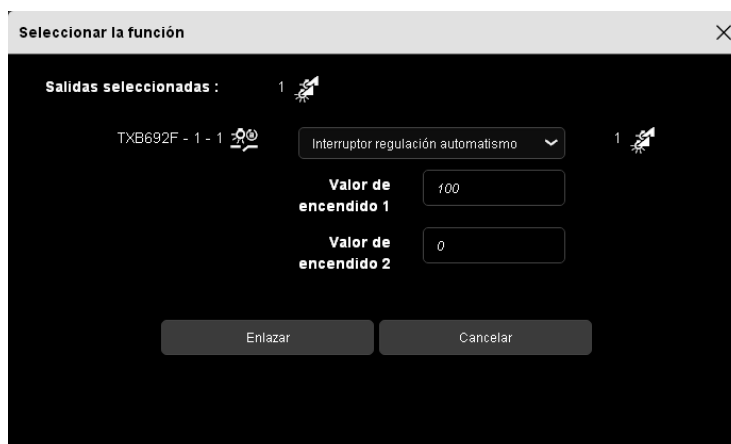 Seleccionar la función
Salidas seleccionadas : 1
TXB692F - 1 - 1 Interruptor regulación automatismo 1
Valor de
encendido 1
100
Valor de
encendido 2
0
Enlazar Cancelar